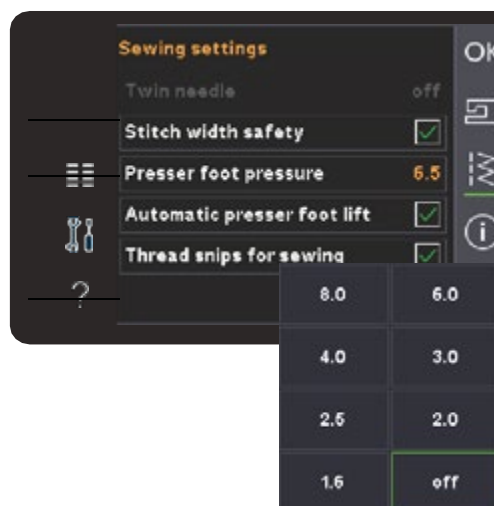 Sewing settings
OK
Twin needle off
Stitch width safety
Presser foot pressure 6.5
Automatic presser foot lift
Thread snips for sewing
?
i
8.0 6.0
4.0 3.0
2.5 2.0
1.6 off